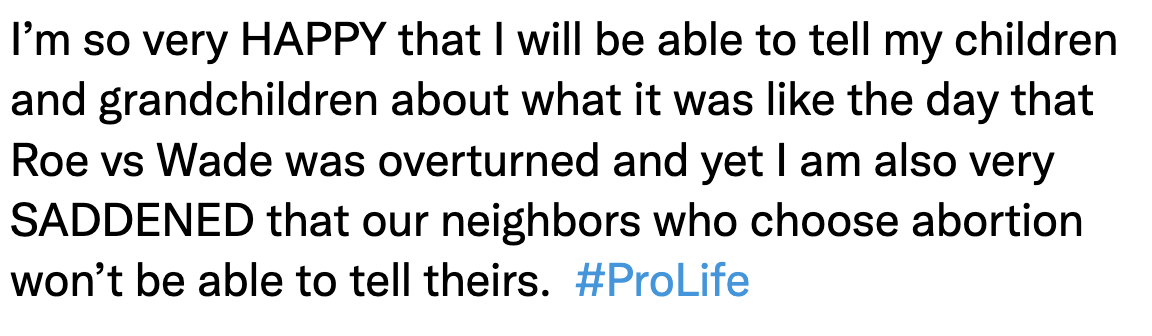 I’m so very HAPPY that I will be able to tell my children
and grandchildren about what it was like the day that
Roe vs Wade was overturned and yet I am also very
SADDENED that our neighbors who choose abortion
won’t be able to tell theirs.  #ProLife